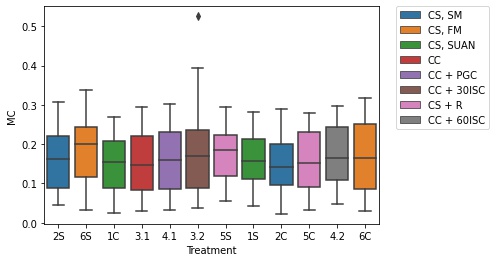 0.5
0.4
0.3
0.2
0.1
0.0
MC
2S 6S 1C 3.1 4.1 3.2 5S 1S 2C 5C 4.2 6C
Treatment
CS, SM
CS, FM
CS, SUAN
CC
CC + PGC
CC + 30ISC
CS + R
CC + 60ISC